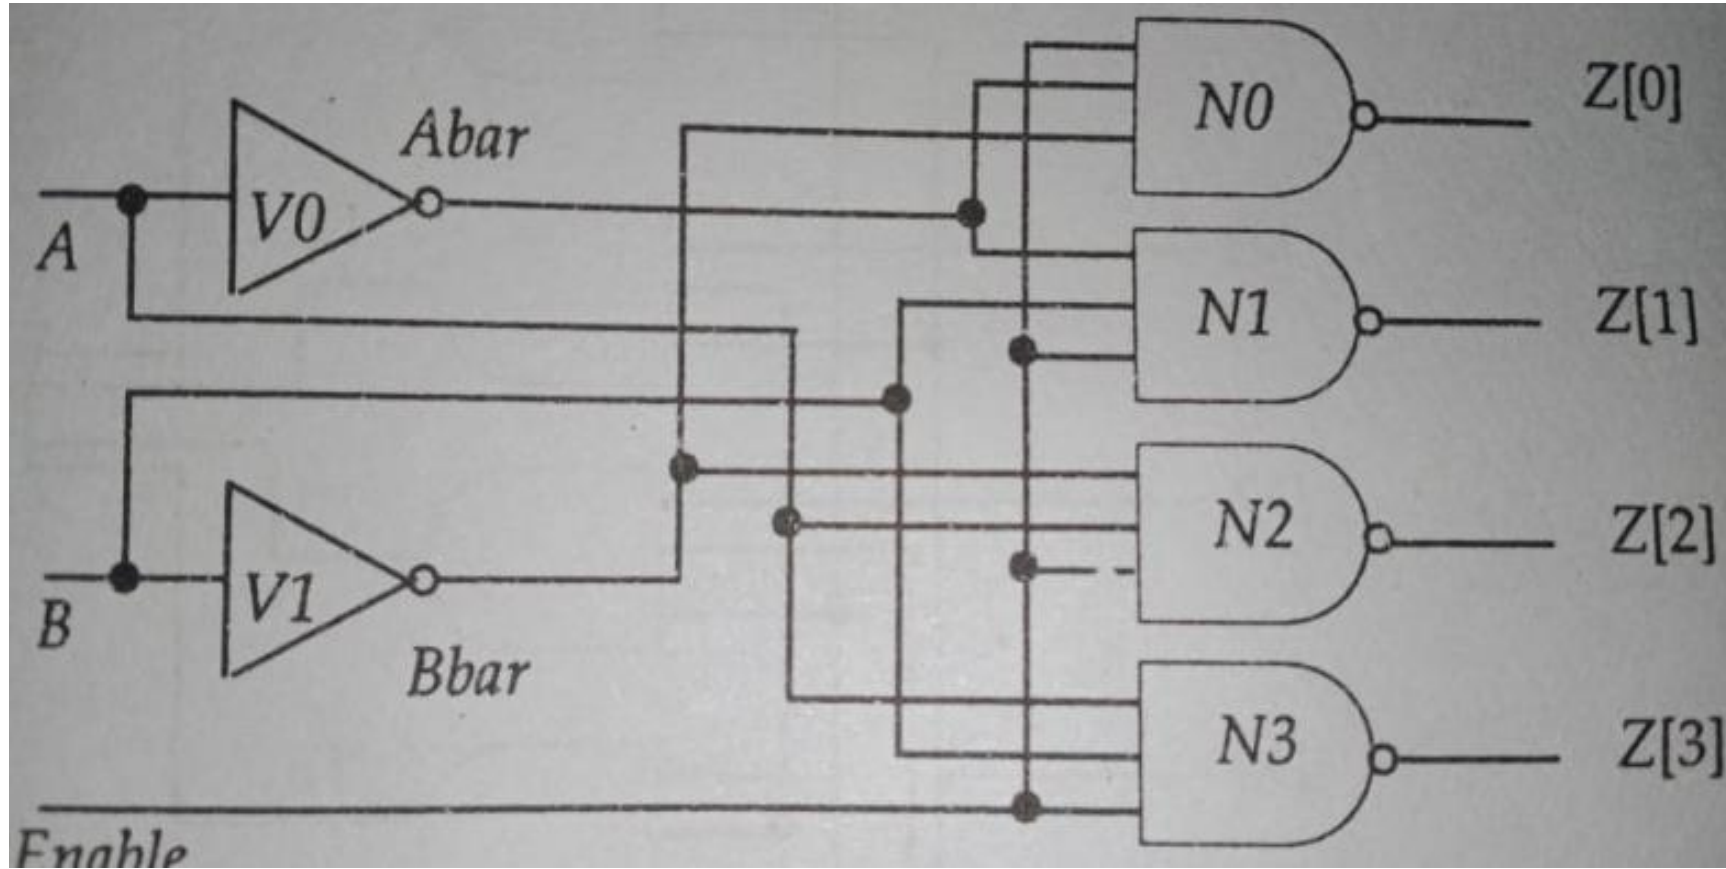 Abar
V0
A
Bbar
V1
B
Enable
N0
Z[0]
N1
Z[1]
N2
Z[2]
N3
Z[3]